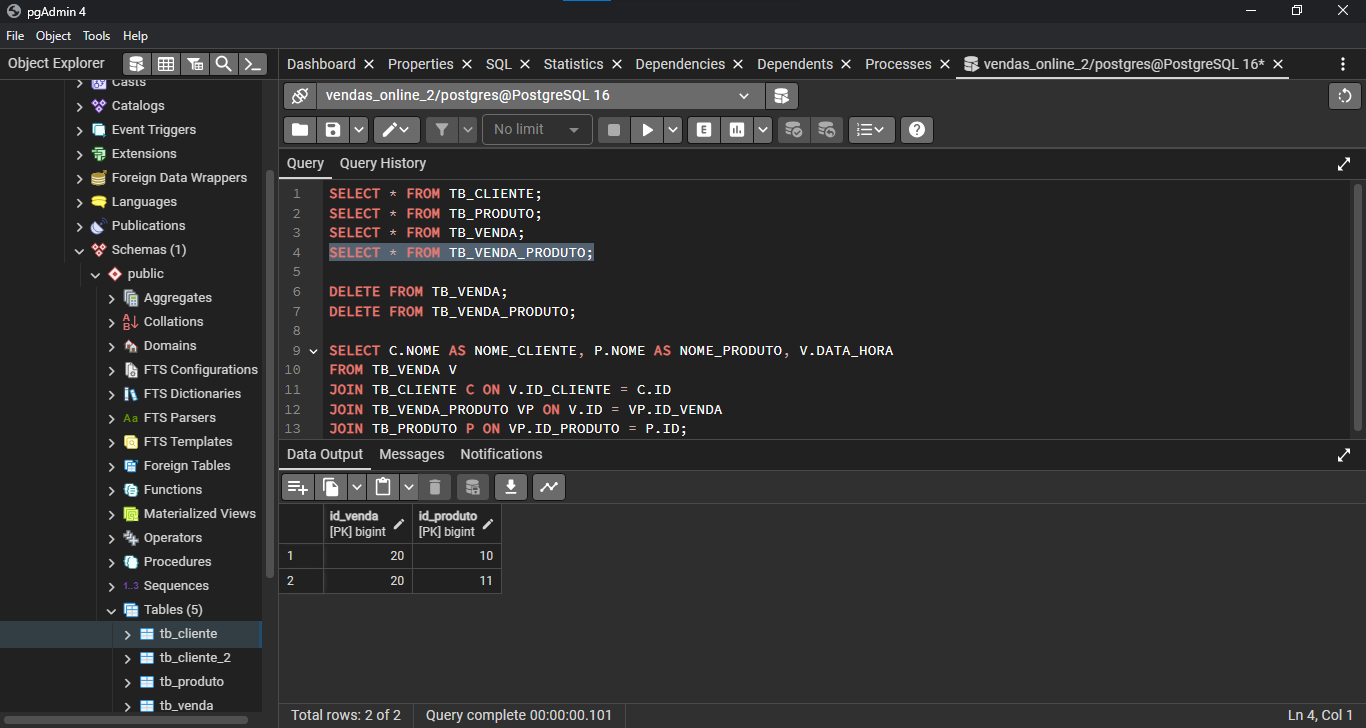 pgAdmin 4
File Object Tools Help
Object Explorer
Dashboard Properties SQL Statistics Dependencies Dependents Processes vendas_online_2/postgres@PostgreSQL 16*
Casts
Catalogs
Event Triggers
Extensions
Foreign Data Wrappers
Languages
Publications
Schemas (1)
public
Aggregates
Collations
Domains
FTS Configurations
FTS Dictionaries
Aa FTS Parsers
FTS Templates
Foreign Tables
Functions
Materialized Views
Operators
Procedures
1..3 Sequences
Tables (5)
tb_cliente
tb_cliente_2
tb_produto
tb_venda
vendas_online_2/postgres@PostgreSQL 16
No limit
E
Query Query History
1 SELECT * FROM TB_CLIENTE;
2 SELECT * FROM TB_PRODUTO;
3 SELECT * FROM TB_VENDA;
4 SELECT * FROM TB_VENDA_PRODUTO;
5
6 DELETE FROM TB_VENDA;
7 DELETE FROM TB_VENDA_PRODUTO;
8
9 SELECT C.NOME AS NOME_CLIENTE, P.NOME AS NOME_PRODUTO, V.DATA_HORA
10 FROM TB_VENDA V
11 JOIN TB_CLIENTE C ON V.ID_CLIENTE = C.ID
12 JOIN TB_VENDA_PRODUTO VP ON V.ID = VP.ID_VENDA
13 JOIN TB_PRODUTO P ON VP.ID_PRODUTO = P.ID;
Data Output Messages Notifications
id_venda id_produto
[PK] bigint [PK] bigint
1 20 10
2 20 11
Total rows: 2 of 2 Query complete 00:00:00.101 Ln 4, Col 1